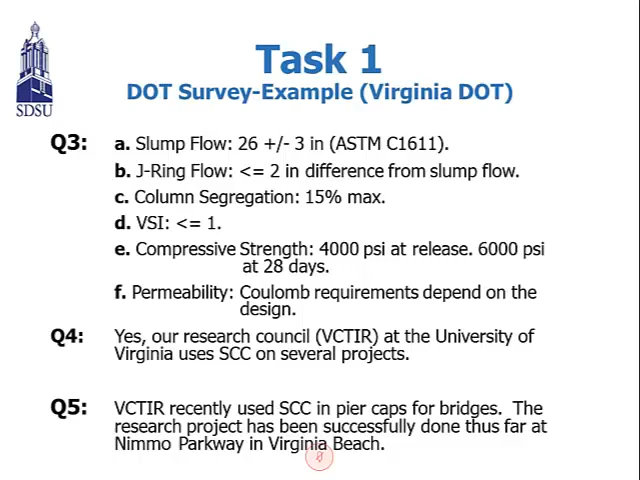 Task 1
DOT Survey-Example (Virginia DOT)
SDSU
Q3: a. Slump Flow: 26 +/- 3 in (ASTM C1611).
b. J-Ring Flow: <= 2 in difference from slump flow.
c. Column Segregation: 15% max.
d. VSI: <= 1.
e. Compressive Strength: 4000 psi at release. 6000 psi
at 28 days.
f. Permeability: Coulomb requirements depend on the
design.
Q4: Yes, our research council (VCTIR) at the University of
Virginia uses SCC on several projects.
Q5: VCTIR recently used SCC in pier caps for bridges. The
research project has been successfully done thus far at
Nimmo Parkway in Virginia Beach.